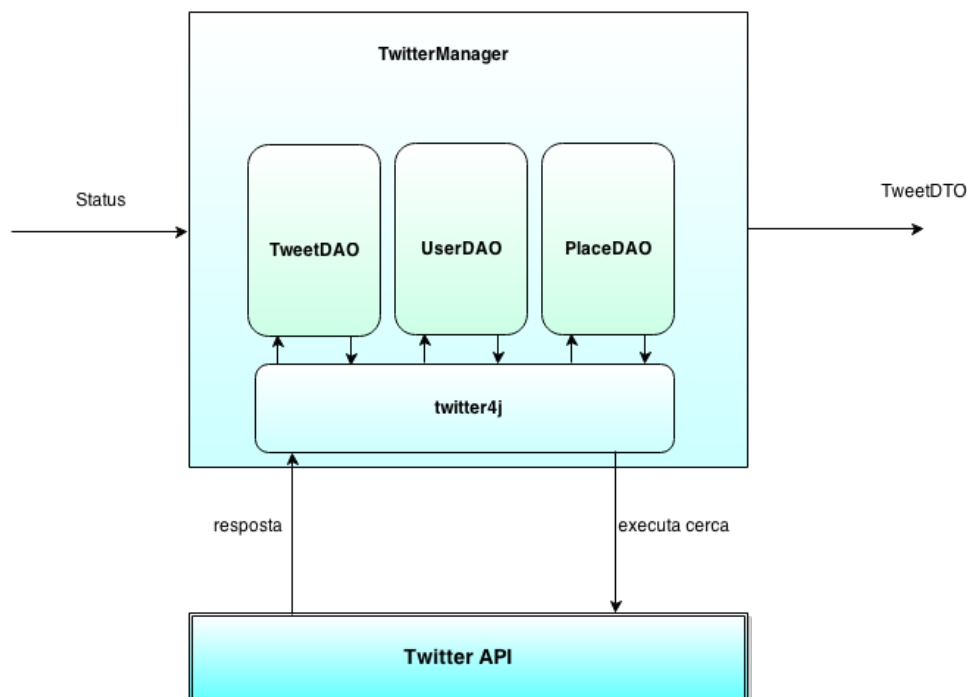 TwitterManager
Status
TweetDTO
TweetDAO
UserDAO
PlaceDAO
twitter4j
resposta
executa cerca
Twitter API